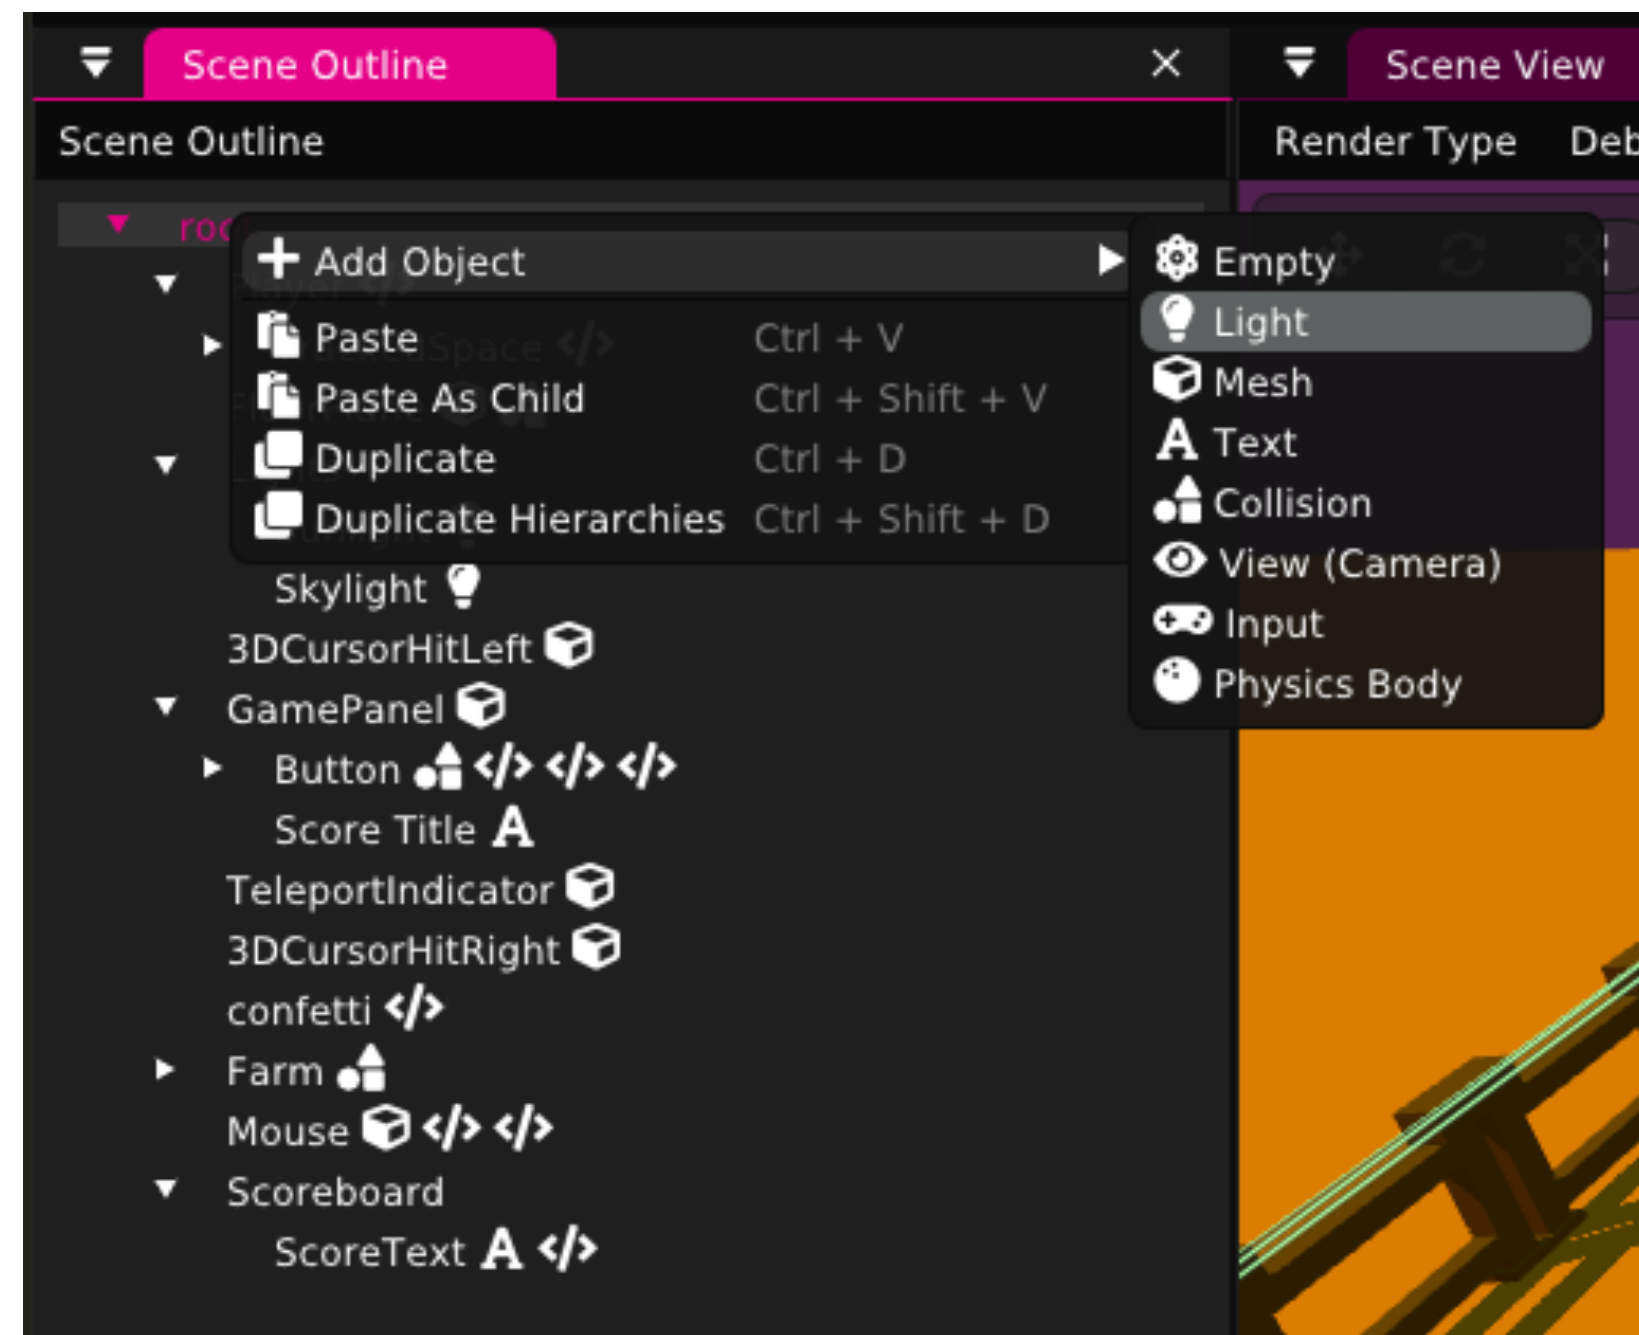 Scene Outline
Scene View
Scene Outline
Render Type
Add Object
Paste Ctrl + V
Paste As Child Ctrl + Shift + V
Duplicate Ctrl + D
Duplicate Hierarchies Ctrl + Shift + D
Empty
Light
Mesh
Text
Collision
View (Camera)
Input
Physics Body
Player
Skylight
3DCursorHitLeft
GamePanel
Button
Score Title
TeleportIndicator
3DCursorHitRight
confetti
Farm
Mouse
Scoreboard
ScoreText